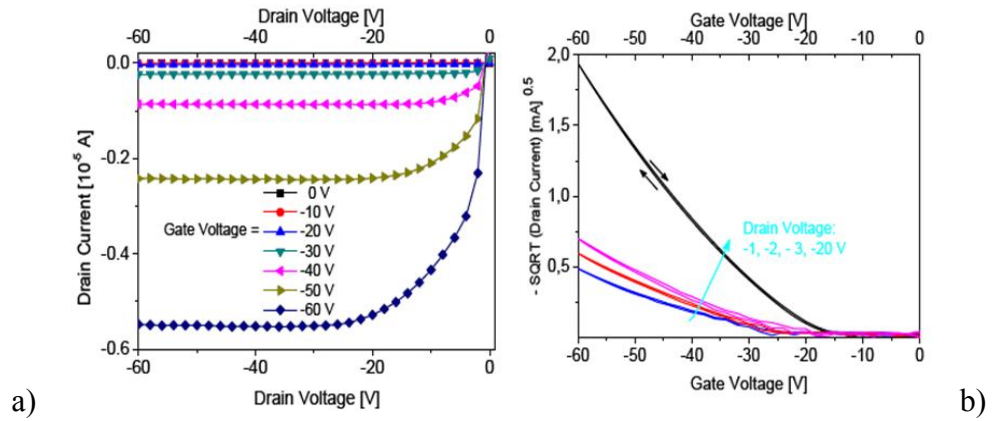 Drain Voltage [V]
-60 -40 -20 0
0.0
-0.2
-0.4
-0.6
Drain Current [10⁻⁵ A]
Gate Voltage =
0 V
-10 V
-20 V
-30 V
-40 V
-50 V
-60 V
-60 -40 -20 0
Drain Voltage [V]
a)
Gate Voltage [V]
-60 -50 -40 -30 -20 -10 0
2,0
1,5
1,0
0,5
- SQRT (Drain Current) [mA]⁰·⁵
Drain Voltage:
-1, -2, - 3, -20 V
-60 -50 -40 -30 -20 -10 0
Gate Voltage [V]
b)